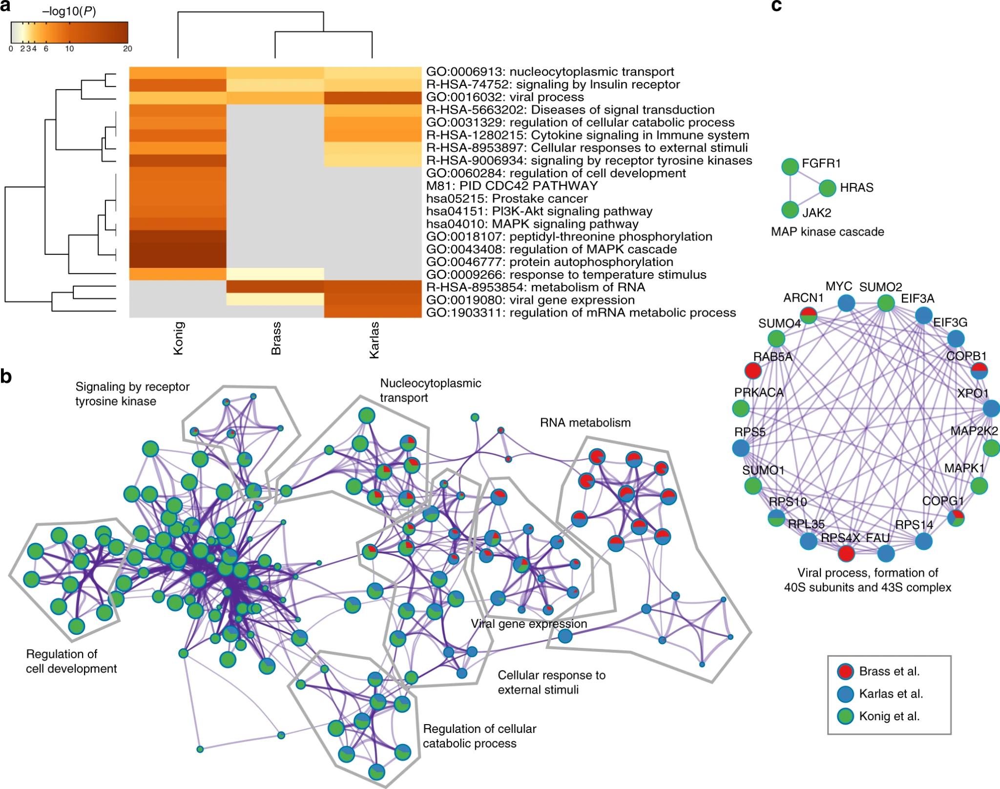 a
–log10(P)
0 2 3 4 6 10 20
GO:0006913: nucleocytoplasmic transport
R-HSA-74752: signaling by Insulin receptor
GO:0016032: viral process
R-HSA-5663202: Diseases of signal transduction
GO:0031329: regulation of cellular catabolic process
R-HSA-1280215: Cytokine signaling in Immune system
R-HSA-8953897: Cellular responses to external stimuli
R-HSA-9006934: signaling by receptor tyrosine kinases
GO:0060284: regulation of cell development
M81: PID CDC42 PATHWAY
hsa05215: Prostake cancer
hsa04151: PI3K-Akt signaling pathway
hsa04010: MAPK signaling pathway
GO:0018107: peptidyl-threonine phosphorylation
GO:0043408: regulation of MAPK cascade
GO:0046777: protein autophosphorylation
GO:0009266: response to temperature stimulus
R-HSA-8953854: metabolism of RNA
GO:0019080: viral gene expression
GO:1903311: regulation of mRNA metabolic process
Konig
Brass
Karlas
b
Signaling by receptor
tyrosine kinase
Nucleocytoplasmic
transport
RNA metabolism
Viral gene expression
Regulation of
cell development
Cellular response to
external stimuli
Regulation of cellular
catabolic process
c
FGFR1
HRAS
JAK2
MAP kinase cascade
MYC
SUMO2
ARCN1
EIF3A
SUMO4
EIF3G
RAB5A
COPB1
PRKACA
XPO1
RPS5
MAP2K2
SUMO1
MAPK1
RPS10
COPG1
RPL35
RPS14
RPS4X
FAU
Viral process, formation of
40S subunits and 43S complex
Brass et al.
Karlas et al.
Konig et al.